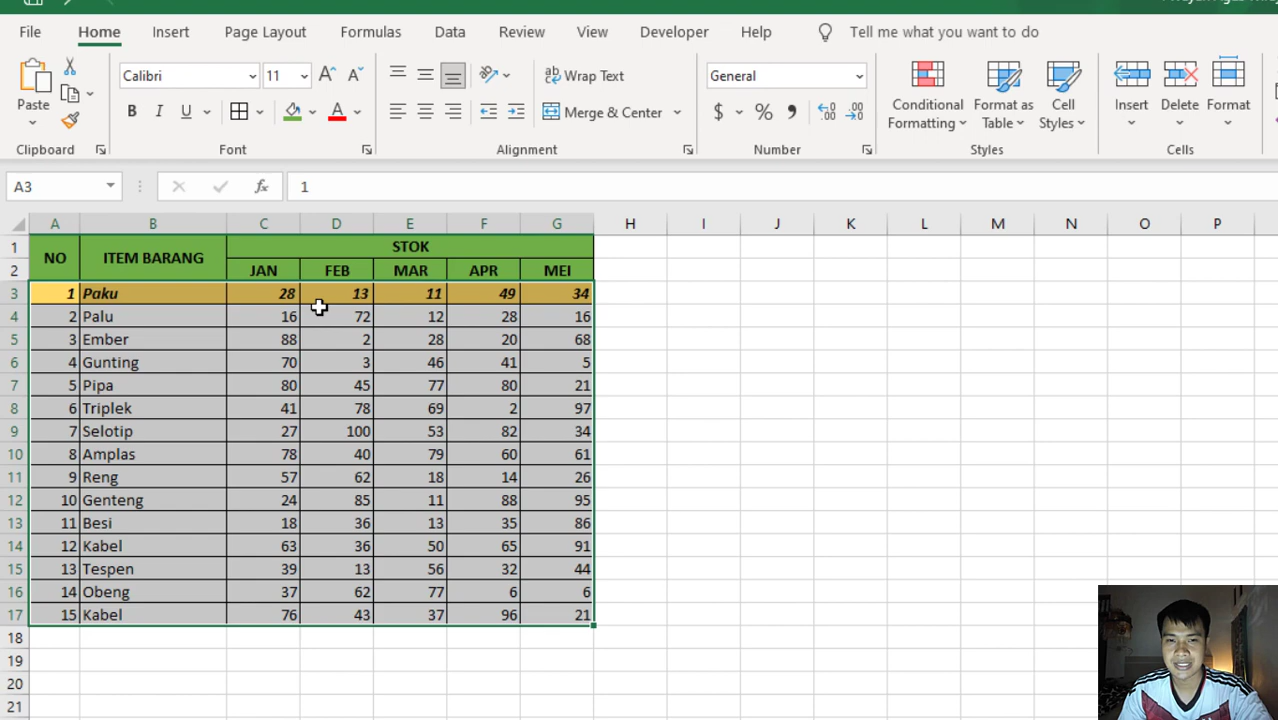 File Home Insert Page Layout Formulas Data Review View Developer Help Tell me what you want to do
Paste
Calibri 11
B I U A
Wrap Text
Merge & Center
General
$ % ,
Conditional Formatting
Format as Table
Cell Styles
Insert Delete Format
Clipboard Font Alignment Number Styles Cells
A3 fx 1
A B C D E F G H I J K L M N O P
1 NO ITEM BARANG STOK
2 JAN FEB MAR APR MEI
3 1 Paku 28 13 11 49 34
4 2 Palu 16 72 12 28 16
5 3 Ember 88 2 28 20 68
6 4 Gunting 70 3 46 41 5
7 5 Pipa 80 45 77 80 21
8 6 Triplek 41 78 69 2 97
9 7 Selotip 27 100 53 82 34
10 8 Amplas 78 40 79 60 61
11 9 Reng 57 62 18 14 26
12 10 Genteng 24 85 11 88 95
13 11 Besi 18 36 13 35 86
14 12 Kabel 63 36 50 65 91
15 13 Tespen 39 13 56 32 44
16 14 Obeng 37 62 77 6 6
17 15 Kabel 76 43 37 96 21
18
19
20
21